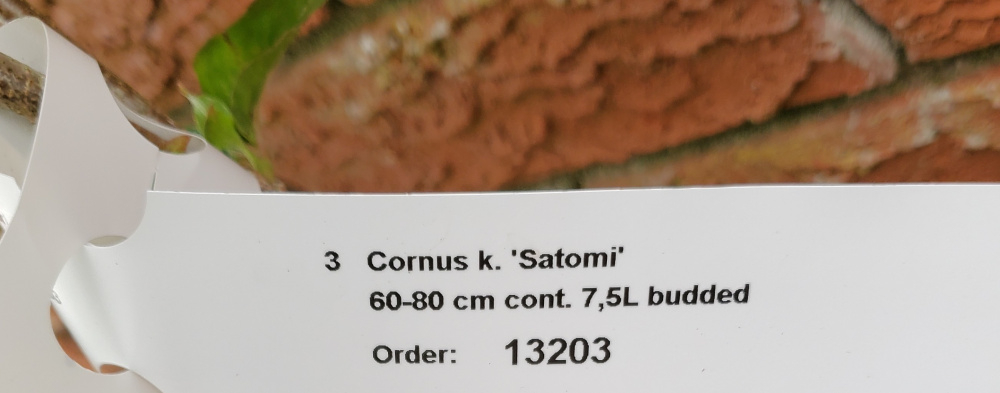 3 Cornus k. 'Satomi'
60-80 cm cont. 7,5L budded
Order: 13203